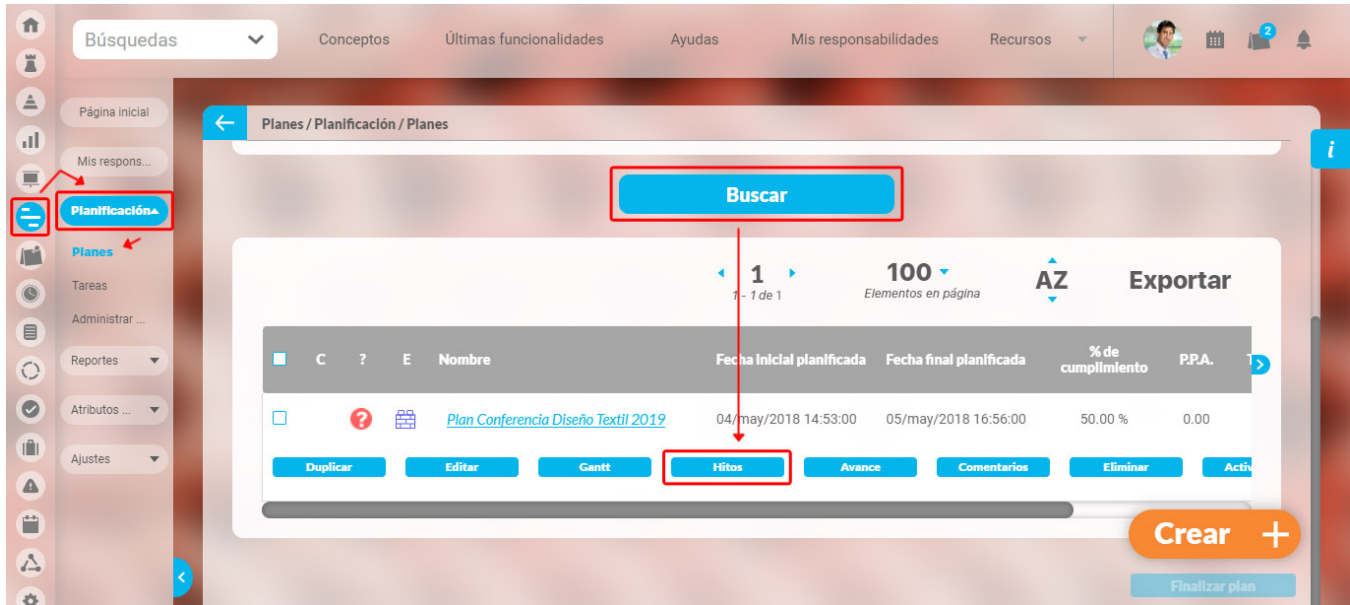 Búsquedas
Conceptos
Últimas funcionalidades
Ayudas
Mis responsabilidades
Recursos
2
Página inicial
Mis respons...
Planificación
Planes
Tareas
Administrar ...
Reportes
Atributos ...
Ajustes
Planes / Planificación / Planes
i
Buscar
1
1 - 1 de 1
100
Elementos en página
AZ
Exportar
C ? E Nombre Fecha inicial planificada Fecha final planificada % de
cumplimiento P.P.A. T
? Plan Conferencia Diseño Textil 2019 04/may/2018 14:53:00 05/may/2018 16:56:00 50.00 % 0.00
Duplicar Editar Gantt Hitos Avance Comentarios Eliminar Activ
Crear +
Finalizar plan